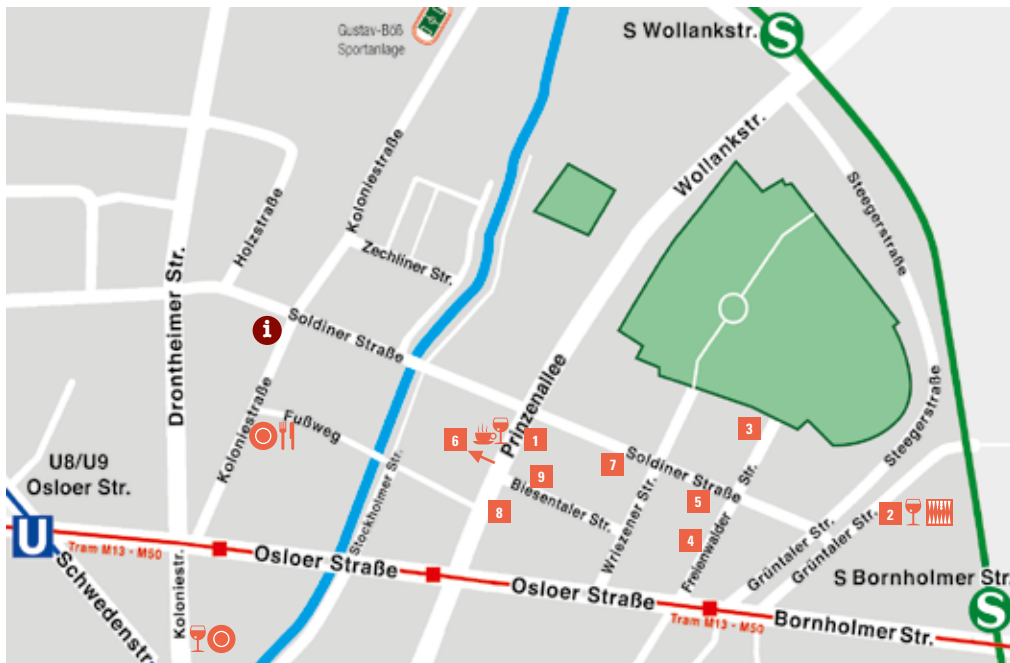 Gustav-Böß
Sportanlage
S Wollankstr.
S
Wollankstr.
Koloniestraße
Steegerstraße
Holzstraße
Zechliner Str.
Drontheimer Str.
i
Soldiner Straße
Prinzenallee
Koloniestraße
Fußweg
Steegerstraße
6
1
3
U8/U9
Osloer Str.
7
Soldiner Straße
9
Biesentaler Str.
Stockholmer Str.
Wriezener Str.
Freienwalder Str.
5
8
2
4
Grüntaler Str.
Grüntaler Str.
U
Tram M13 - M50
Osloer Straße
Osloer Straße
S Bornholmer Str.
S
Schwedenstr.
Koloniestr.
Tram M13 - M50
Bornholmer Str.